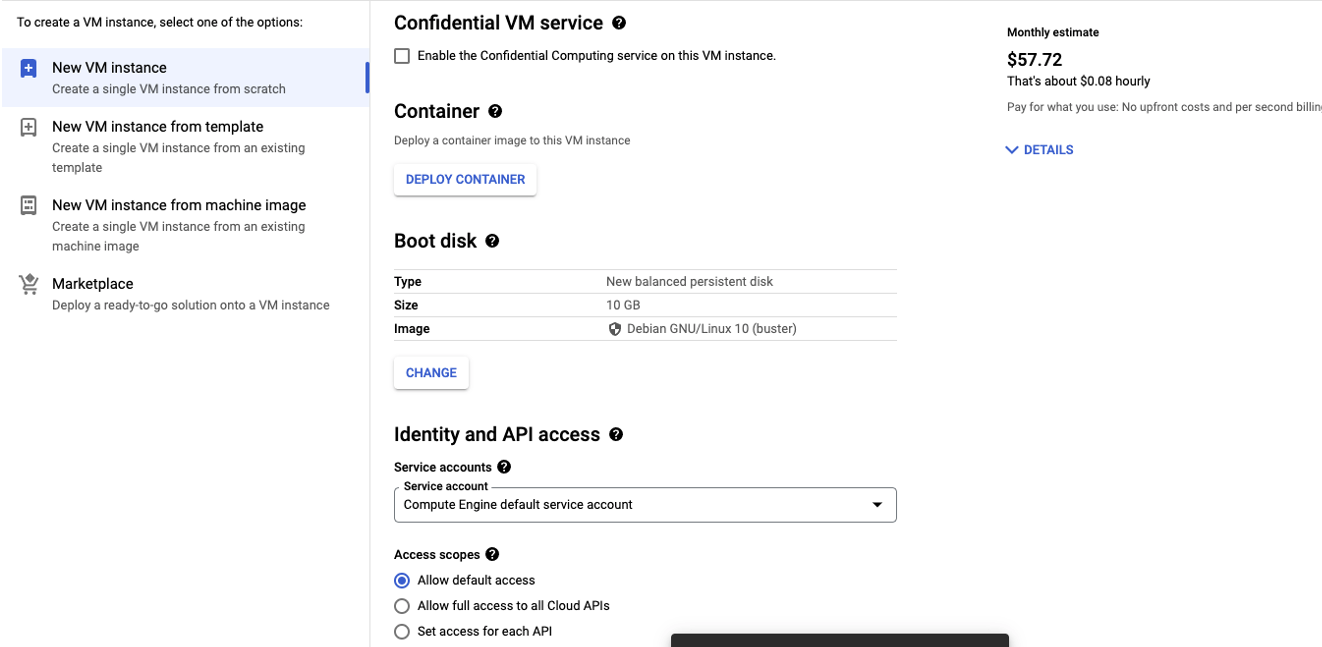 To create a VM instance, select one of the options:
New VM instance
Create a single VM instance from scratch
New VM instance from template
Create a single VM instance from an existing
template
New VM instance from machine image
Create a single VM instance from an existing
machine image
Marketplace
Deploy a ready-to-go solution onto a VM instance
Confidential VM service
Enable the Confidential Computing service on this VM instance.
Container
Deploy a container image to this VM instance
DEPLOY CONTAINER
Boot disk
Type New balanced persistent disk
Size 10 GB
Image Debian GNU/Linux 10 (buster)
CHANGE
Identity and API access
Service accounts
Service account
Compute Engine default service account
Access scopes
Allow default access
Allow full access to all Cloud APIs
Set access for each API
Monthly estimate
$57.72
That's about $0.08 hourly
Pay for what you use: No upfront costs and per second billing
DETAILS